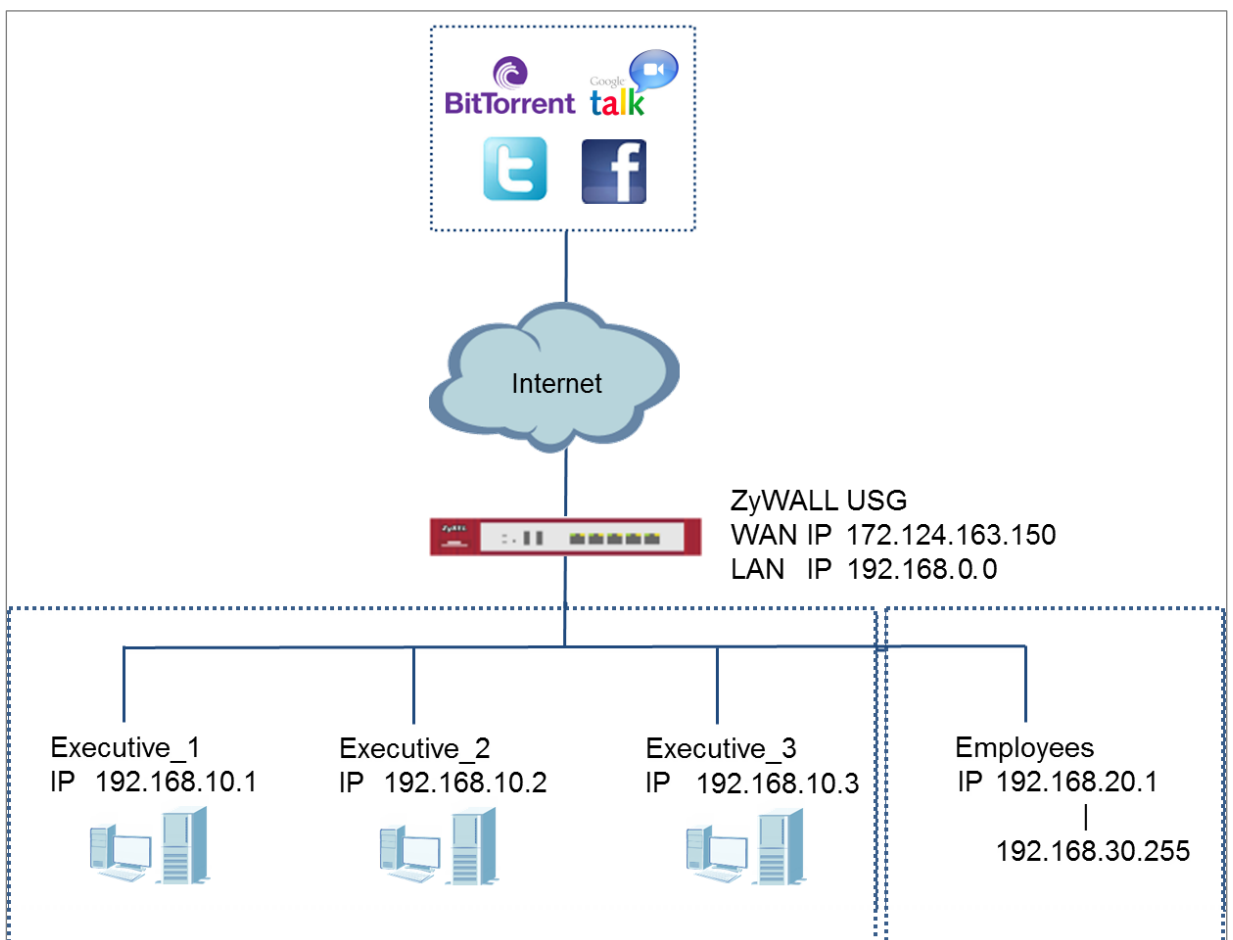 BitTorrent
Google
talk
Internet
ZyXEL
ZyWALL USG
WAN IP 172.124.163.150
LAN IP 192.168.0.0
Executive_1
IP 192.168.10.1
Executive_2
IP 192.168.10.2
Executive_3
IP 192.168.10.3
Employees
IP 192.168.20.1
|
192.168.30.255